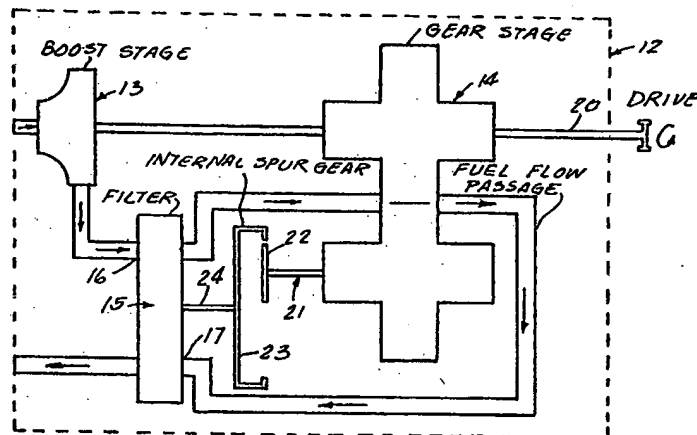 BOOST STAGE
13
GEAR STAGE
12
14
20
DRIVE
INTERNAL SPUR GEAR
FUEL FLOW
PASSAGE
FILTER
16
22
24
21
15
17
23